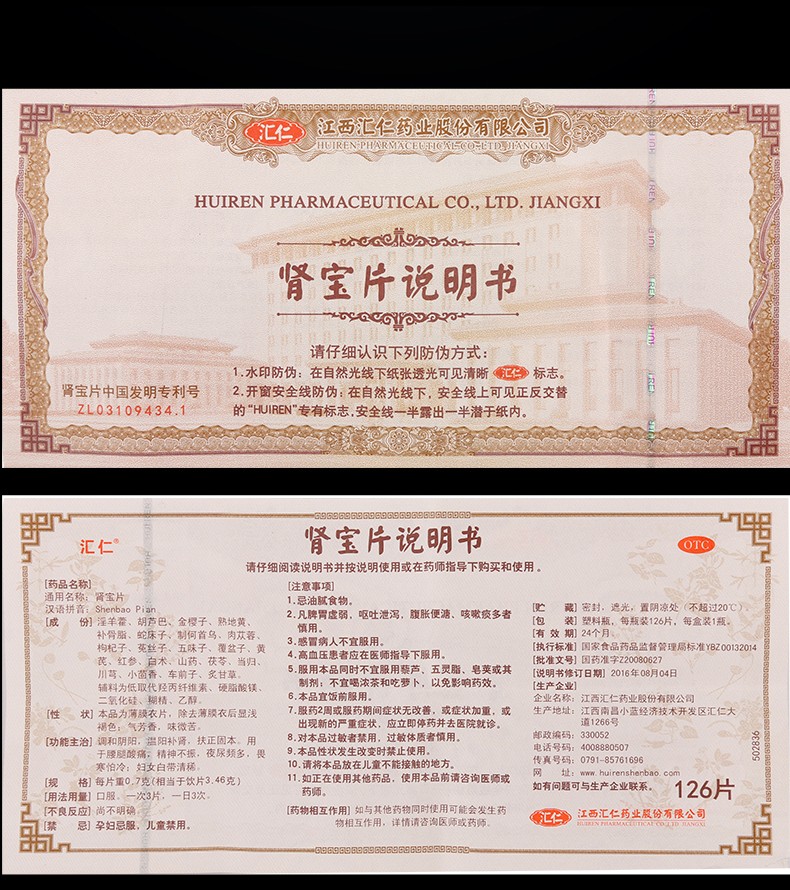 汇仁 江西汇仁药业股份有限公司
HUIREN PHARMACEUTICAL CO., LTD. JIANGXI
HUIREN PHARMACEUTICAL CO., LTD. JIANGXI
肾宝片说明书
请仔细认识下列防伪方式：
1.水印防伪：在自然光线下纸张透光可见清晰 汇仁 标志。
2.开窗安全线防伪：在自然光线下，安全线上可见正反交替
的“HUIREN”专有标志.安全线一半露出一半潜于纸内。
肾宝片中国发明专利号
ZL03109434.1
汇仁®
肾宝片说明书
OTC
请仔细阅读说明书并按说明使用或在药师指导下购买和使用。
[药品名称]
通用名称：肾宝片
汉语拼音：Shenbao Pian
[成 份] 淫羊藿、胡芦巴、金樱子、熟地黄、
补骨脂、蛇床子、制何首乌、肉苁蓉、
枸杞子、菟丝子、五味子、覆盆子、黄
芪、红参、白术、山药、茯苓、当归、
川芎、小茴香、车前子、炙甘草。
辅料为低取代羟丙纤维素、硬脂酸镁、
二氧化硅、糊精、乙醇。
[性 状] 本品为薄膜衣片，除去薄膜衣后显浅
褐色；气芳香，味微苦。
[功能主治] 调和阴阳，温阳补肾，扶正固本。用
于腰腿酸痛，精神不振，夜尿频多，畏
寒怕冷；妇女白带清稀。
[规 格] 每片重0.7克(相当于饮片3.46克)
[用法用量] 口服。一次3片，一日3次。
[不良反应] 尚不明确。
[禁 忌] 孕妇忌服，儿童禁用。
[注意事项]
1.忌油腻食物。
2.凡脾胃虚弱，呕吐泄泻，腹胀便溏、咳嗽痰多者
慎用。
3.感冒病人不宜服用。
4.高血压患者应在医师指导下服用。
5.服用本品同时不宜服用藜芦、五灵脂、皂荚或其
制剂；不宜喝浓茶和吃萝卜，以免影响药效。
6.本品宜饭前服用。
7.服药2周或服药期间症状无改善，或症状加重，或
出现新的严重症状，应立即停药并去医院就诊。
8.对本品过敏者禁用，过敏体质者慎用。
9.本品性状发生改变时禁止使用。
10.请将本品放在儿童不能接触的地方。
11.如正在使用其他药品，使用本品前请咨询医师或
药师。
[药物相互作用] 如与其他药物同时使用可能会发生药
物相互作用，详情请咨询医师或药师。
[贮 藏] 密封，遮光，置阴凉处（不超过20℃）
[包 装] 塑料瓶，每瓶装126片，每盒装1瓶。
[有 效 期] 24个月
[执行标准] 国家食品药品监督管理局标准YBZ00132014
[批准文号] 国药准字Z20080627
[说明书修订日期] 2016年08月04日
[生产企业]
企业名称：江西汇仁药业股份有限公司
生产地址：江西南昌小蓝经济技术开发区汇仁大
道1266号
邮政编码：330052
电话号码：4008880507
传真号码：0791-85761696
网 址：www.huirenshenbao.com
如有问题可与生产企业联系。
126片
汇仁 江西汇仁药业股份有限公司
HUIREN PHARMACEUTICAL CO., LTD. JIANGXI
502836